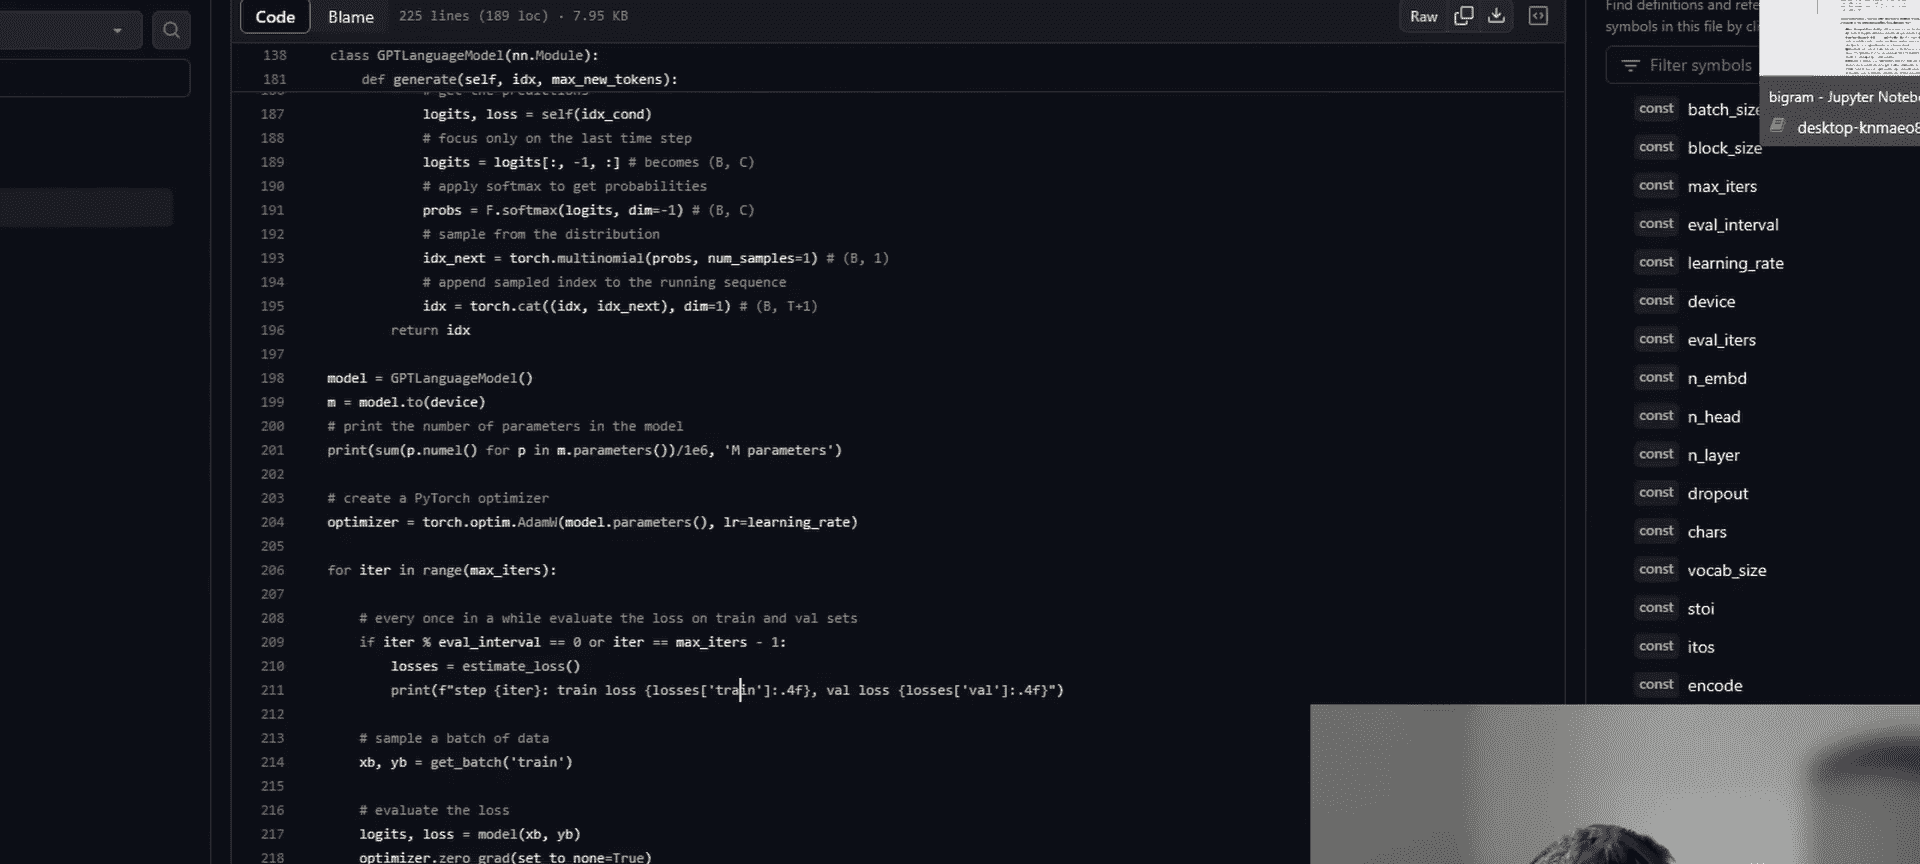 Code Blame 225 lines (189 loc) · 7.95 KB Raw
138 class GPTLanguageModel(nn.Module):
181 def generate(self, idx, max_new_tokens):
# get the predictions
187 logits, loss = self(idx_cond)
188 # focus only on the last time step
189 logits = logits[:, -1, :] # becomes (B, C)
190 # apply softmax to get probabilities
191 probs = F.softmax(logits, dim=-1) # (B, C)
192 # sample from the distribution
193 idx_next = torch.multinomial(probs, num_samples=1) # (B, 1)
194 # append sampled index to the running sequence
195 idx = torch.cat((idx, idx_next), dim=1) # (B, T+1)
196 return idx
197
198 model = GPTLanguageModel()
199 m = model.to(device)
200 # print the number of parameters in the model
201 print(sum(p.numel() for p in m.parameters())/1e6, 'M parameters')
202
203 # create a PyTorch optimizer
204 optimizer = torch.optim.AdamW(model.parameters(), lr=learning_rate)
205
206 for iter in range(max_iters):
207
208 # every once in a while evaluate the loss on train and val sets
209 if iter % eval_interval == 0 or iter == max_iters - 1:
210 losses = estimate_loss()
211 print(f"step {iter}: train loss {losses['train']:.4f}, val loss {losses['val']:.4f}")
212
213 # sample a batch of data
214 xb, yb = get_batch('train')
215
216 # evaluate the loss
217 logits, loss = model(xb, yb)
218 optimizer.zero_grad(set_to_none=True)
Find definitions and refe
symbols in this file by cli
Filter symbols
bigram - Jupyter Notebo
desktop-knmaeo8
const batch_size
const block_size
const max_iters
const eval_interval
const learning_rate
const device
const eval_iters
const n_embd
const n_head
const n_layer
const dropout
const chars
const vocab_size
const stoi
const itos
const encode